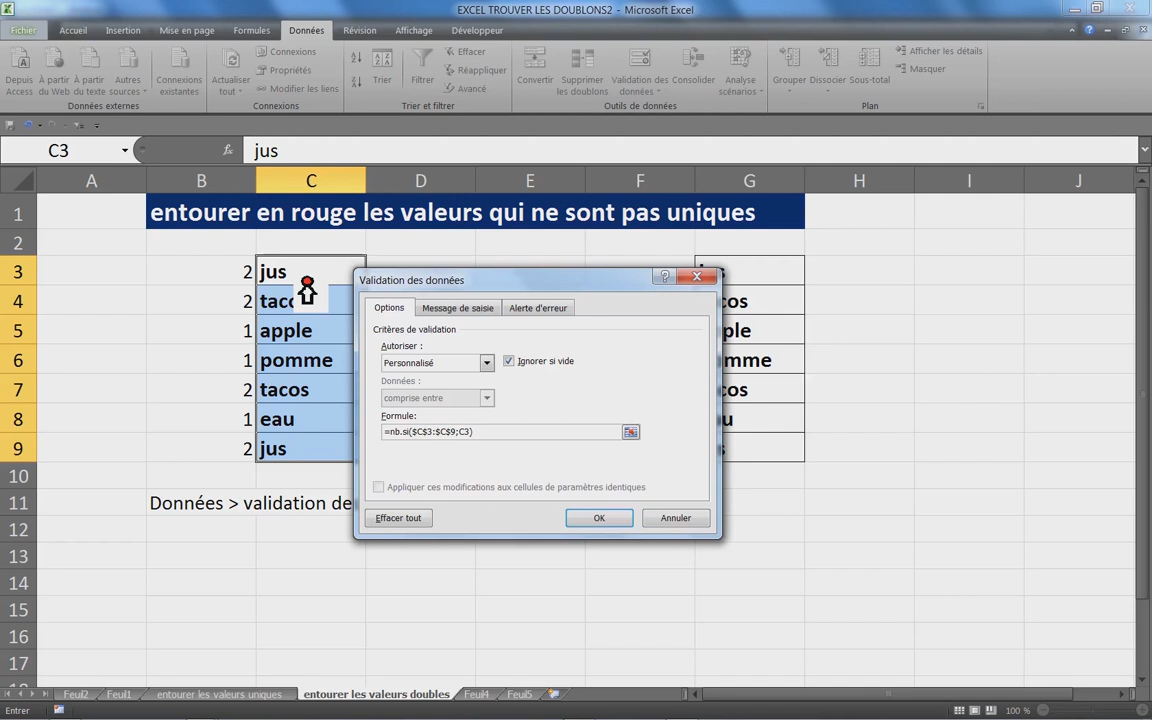 EXCEL TROUVER LES DOUBLONS2 - Microsoft Excel
Fichier Accueil Insertion Mise en page Formules Données Révision Affichage Développeur
Depuis Access
À partir du Web
À partir du texte
Autres sources
Connexions existantes
Données externes
Actualiser tout
Connexions
Propriétés
Modifier les liens
Connexions
Trier
Filtrer
Effacer
Réappliquer
Avancé
Trier et filtrer
Convertir
Supprimer les doublons
Validation des données
Consolider
Analyse scénarios
Outils de données
Grouper
Dissocier
Sous-total
Afficher les détails
Masquer
Plan
C3 fx jus
A B C D E F G H I J
1 entourer en rouge les valeurs qui ne sont pas uniques
2
3 2 jus
4 2 taco cos
5 1 apple ple
6 1 pomme mme
7 2 tacos cos
8 1 eau u
9 2 jus s
10
11 Données > validation de
12
13
14
15
16
17
Validation des données
Options Message de saisie Alerte d'erreur
Critères de validation
Autoriser :
Personnalisé Ignorer si vide
Données :
comprise entre
Formule:
=nb.si($C$3:$C$9;C3)
Appliquer ces modifications aux cellules de paramètres identiques
Effacer tout OK Annuler
Feuil2 Feuil1 entourer les valeurs uniques entourer les valeurs doubles Feuil4 Feuil5
Entrer 100 %